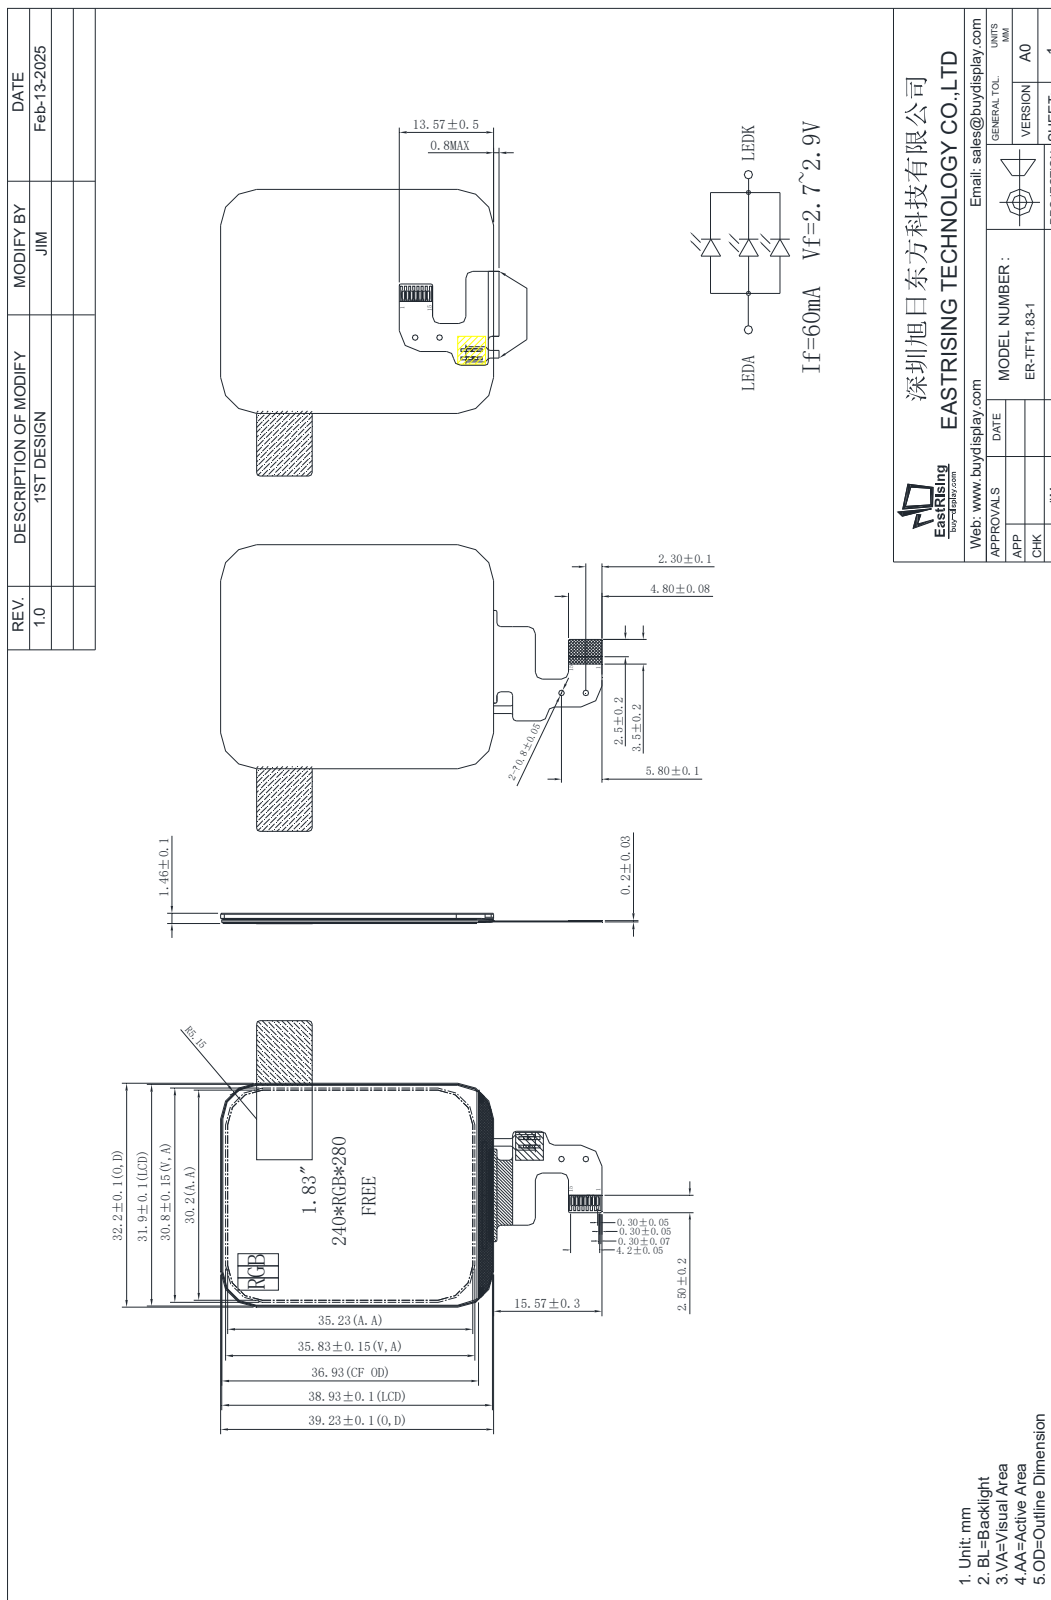 REV.
DESCRIPTION OF MODIFY
MODIFY BY
DATE
1.0
1'ST DESIGN
JIM
Feb-13-2025
13.57±0.5
0.8MAX
1
15
LEDA
LEDK
If=60mA Vf=2.7~2.9V
2.30±0.1
4.80±0.08
2.5±0.2
3.5±0.2
5.80±0.1
1
1.46±0.1
0.2±0.03
R5.15
32.2±0.1(O,D)
31.9±0.1(LCD)
30.8±0.15(V,A)
30.2(A.A)
1.83"
240*RGB*280
FREE
RGB
35.23(A.A)
35.83±0.15(V,A)
36.93(CF OD)
38.93±0.1(LCD)
39.23±0.1(O,D)
15.57±0.3
1
0.30±0.05
0.30±0.05
0.30±0.07
4.2±0.05
2.50±0.2
深圳旭日东方科技有限公司
EastRising
buy-display.com
EASTRISING TECHNOLOGY CO.,LTD
Web: www.buydisplay.com
Email: sales@buydisplay.com
APPROVALS
DATE
MODEL NUMBER :
ER-TFT1.83-1
GENERAL TOL.
UNITS
MM
APP
VERSION
A0
CHK
1. Unit: mm
2. BL=Backlight
3.VA=Visual Area
4.AA=Active Area
5.OD=Outline Dimension